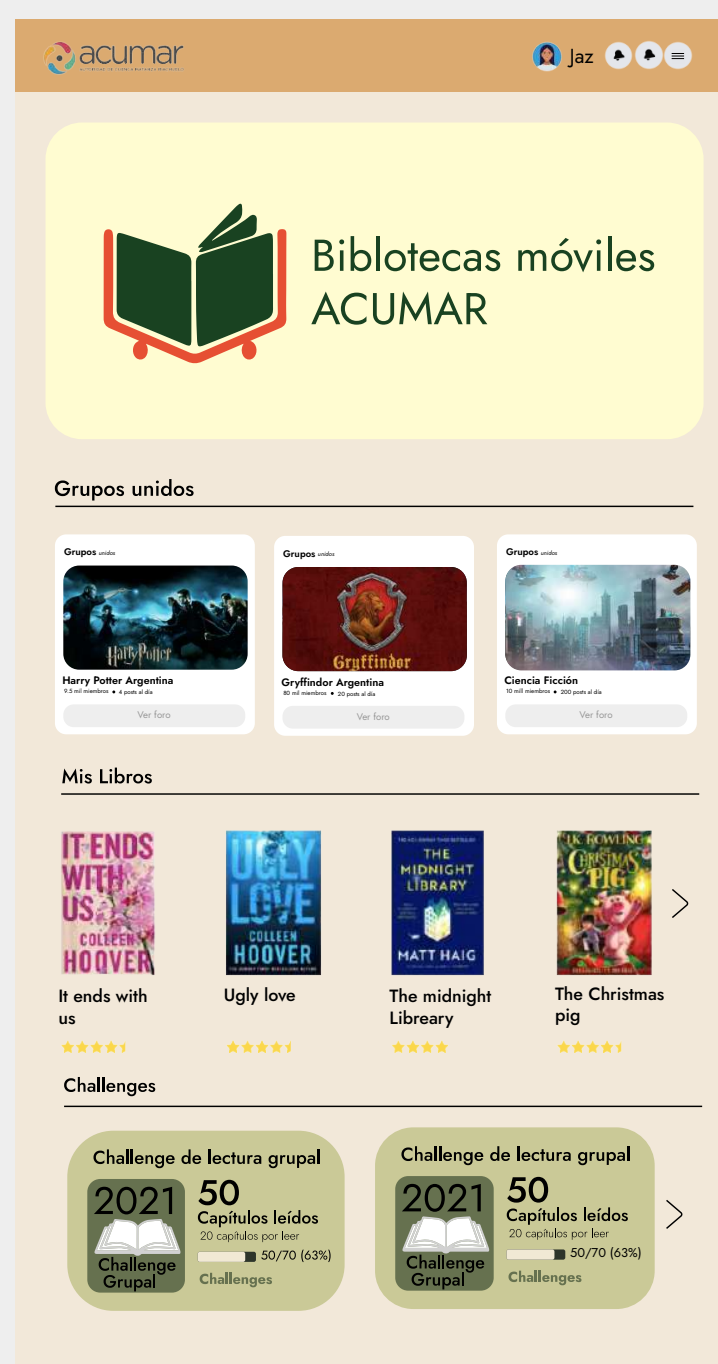 acumar
Jaz
Biblotecas móviles
ACUMAR
Grupos unidos
Grupos unidos
Harry Potter
Harry Potter Argentina
9.5 mil miembros • 4 posts al día
Ver foro
Grupos unidos
Gryffindor
Gryffindor Argentina
80 mil miembros • 20 posts al día
Ver foro
Grupos unidos
Ciencia Ficción
10 mill miembros • 200 posts al día
Ver foro
Mis Libros
IT ENDS
WITH
US
COLLEEN
HOOVER
It ends with
us
UGLY
LOVE
COLLEEN
HOOVER
Ugly love
THE
MIDNIGHT
LIBRARY
MATT HAIG
The midnight
Libreary
J.K. ROWLING
CHRISTMAS
PIG
The Christmas
pig
Challenges
Challenge de lectura grupal
2021
Challenge
Grupal
50
Capítulos leídos
20 capítulos por leer
50/70 (63%)
Challenges
Challenge de lectura grupal
2021
Challenge
Grupal
50
Capítulos leídos
20 capítulos por leer
50/70 (63%)
Challenges